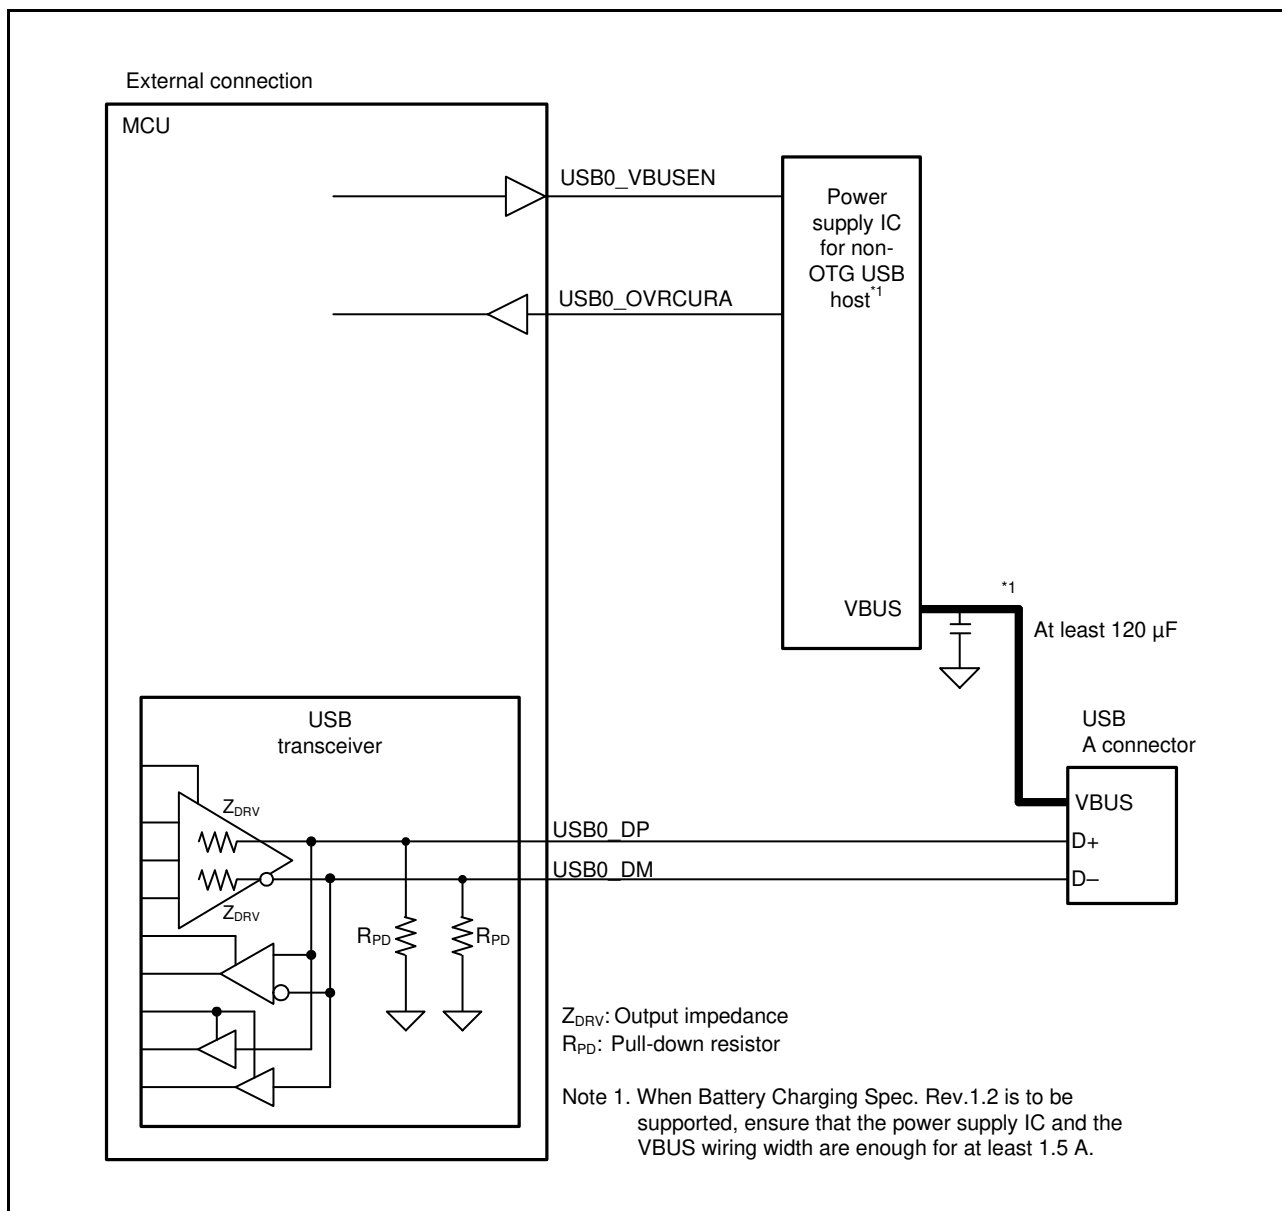 External connection
MCU
USB0_VBUSEN
USB0_OVRCURA
Power
supply IC
for non-
OTG USB
host*1
VBUS
*1
At least 120 µF
USB
A connector
VBUS
D+
D–
USB
transceiver
ZDRV
ZDRV
USB0_DP
USB0_DM
RPD
RPD
ZDRV: Output impedance
RPD: Pull-down resistor
Note 1. When Battery Charging Spec. Rev.1.2 is to be
supported, ensure that the power supply IC and the
VBUS wiring width are enough for at least 1.5 A.